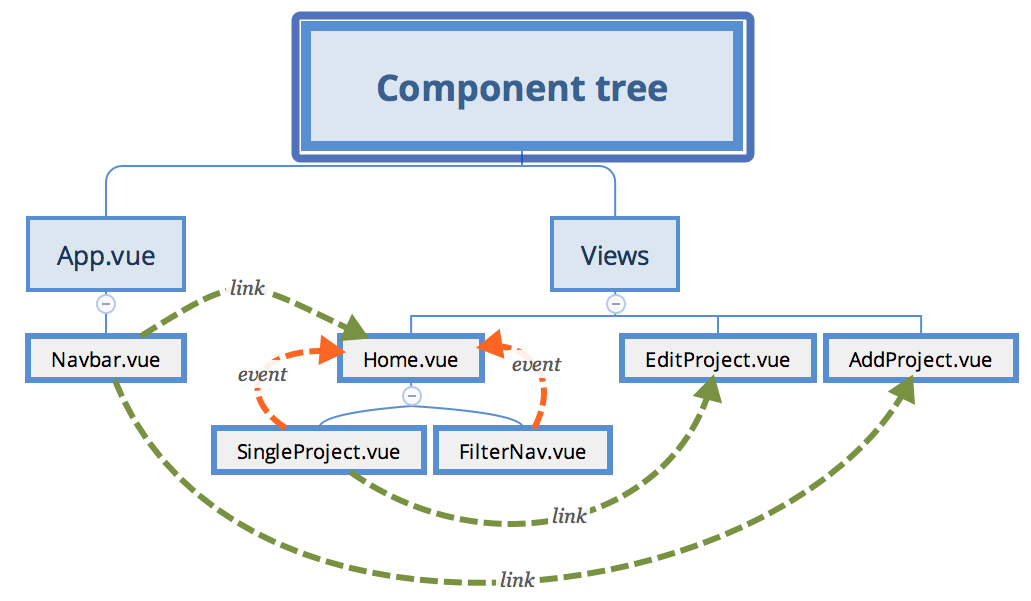 Component tree
App.vue
Views
link
Navbar.vue
Home.vue
EditProject.vue
AddProject.vue
event
event
SingleProject.vue
FilterNav.vue
link
link